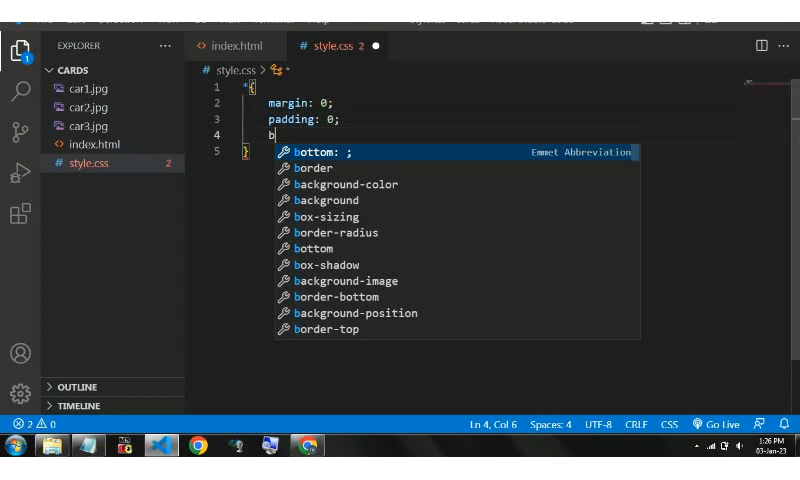 EXPLORER
index.html
style.css 2
CARDS
style.css > *
car1.jpg
car2.jpg
car3.jpg
index.html
style.css 2
1 *{
2 margin: 0;
3 padding: 0;
4 b
5 }
bottom: ; Emmet Abbreviation
border
background-color
background
box-sizing
border-radius
bottom
box-shadow
background-image
border-bottom
background-position
border-top
OUTLINE
TIMELINE
1
2 0
Ln 4, Col 6 Spaces: 4 UTF-8 CRLF CSS Go Live
1:26 PM
03-Jan-23